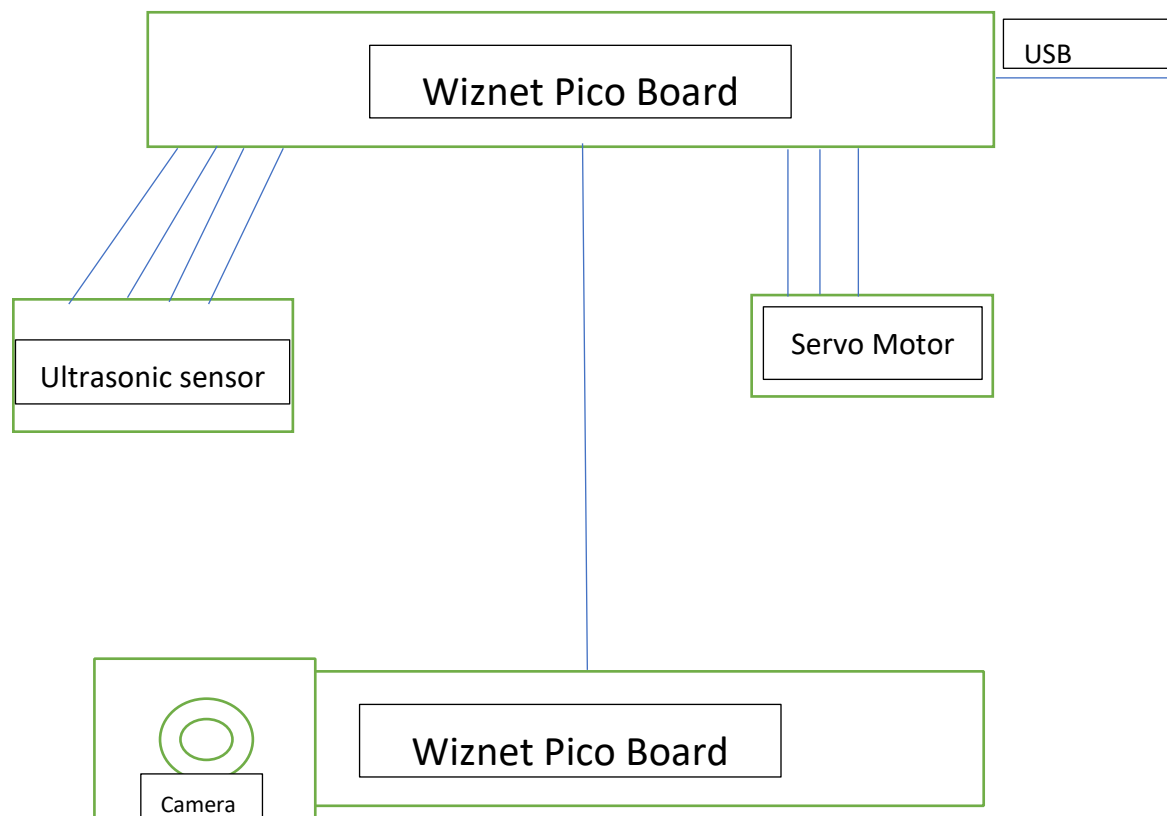 Wiznet Pico Board
USB
Ultrasonic sensor
Servo Motor
Wiznet Pico Board
Camera